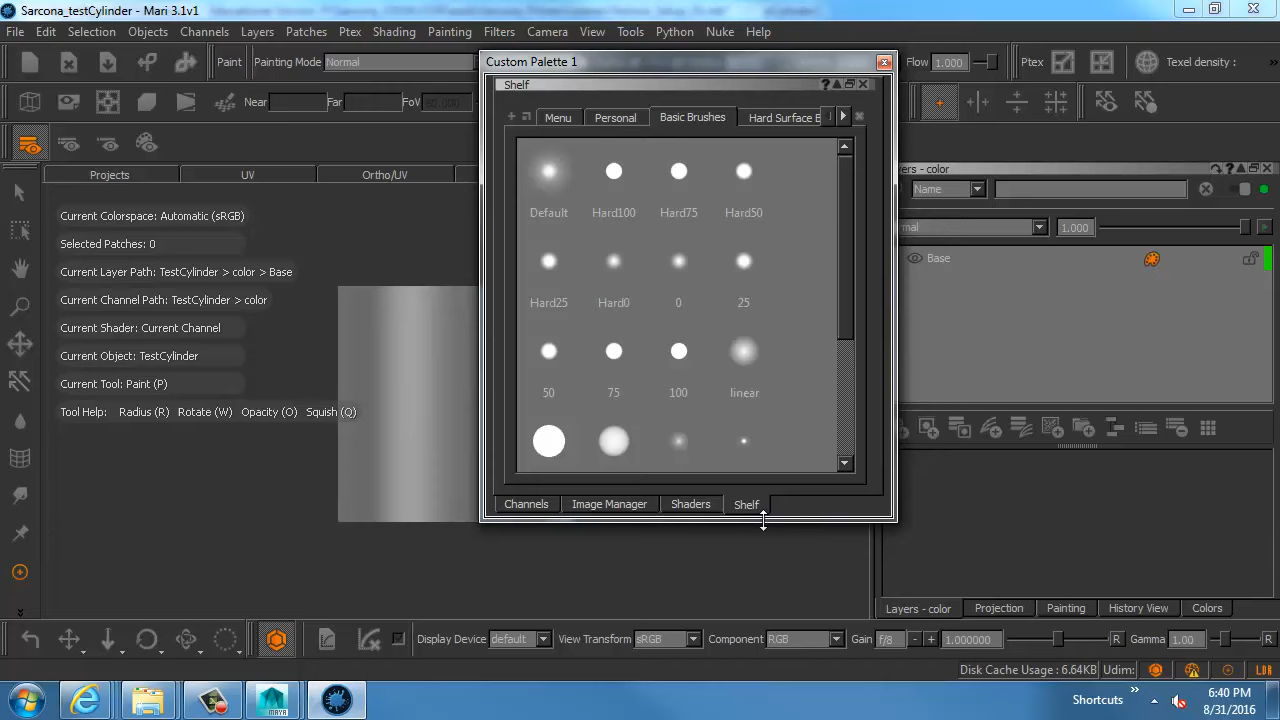 Sarcona_testCylinder - Mari 3.1v1
File Edit Selection Objects Channels Layers Patches Ptex Shading Painting Filters Camera View Tools Python Nuke Help
Paint Painting Mode Normal
Flow 1.000 Ptex Texel density :
Near Far FoV
Custom Palette 1
Shelf
Menu Personal Basic Brushes Hard Surface B
Default Hard100 Hard75 Hard50
Hard25 Hard0 0 25
50 75 100 linear
Channels Image Manager Shaders Shelf
Projects UV Ortho/UV
Current Colorspace: Automatic (sRGB)
Selected Patches: 0
Current Layer Path: TestCylinder > color > Base
Current Channel Path: TestCylinder > color
Current Shader: Current Channel
Current Object: TestCylinder
Current Tool: Paint (P)
Tool Help: Radius (R) Rotate (W) Opacity (O) Squish (Q)
ers - color
Name
mal 1.000
Base
Layers - color Projection Painting History View Colors
Display Device default View Transform sRGB Component RGB Gain f/8 - + 1.000000 R Gamma 1.00 R
Disk Cache Usage : 6.64KB Udim: LDR
MAYA
Shortcuts »
6:40 PM
8/31/2016